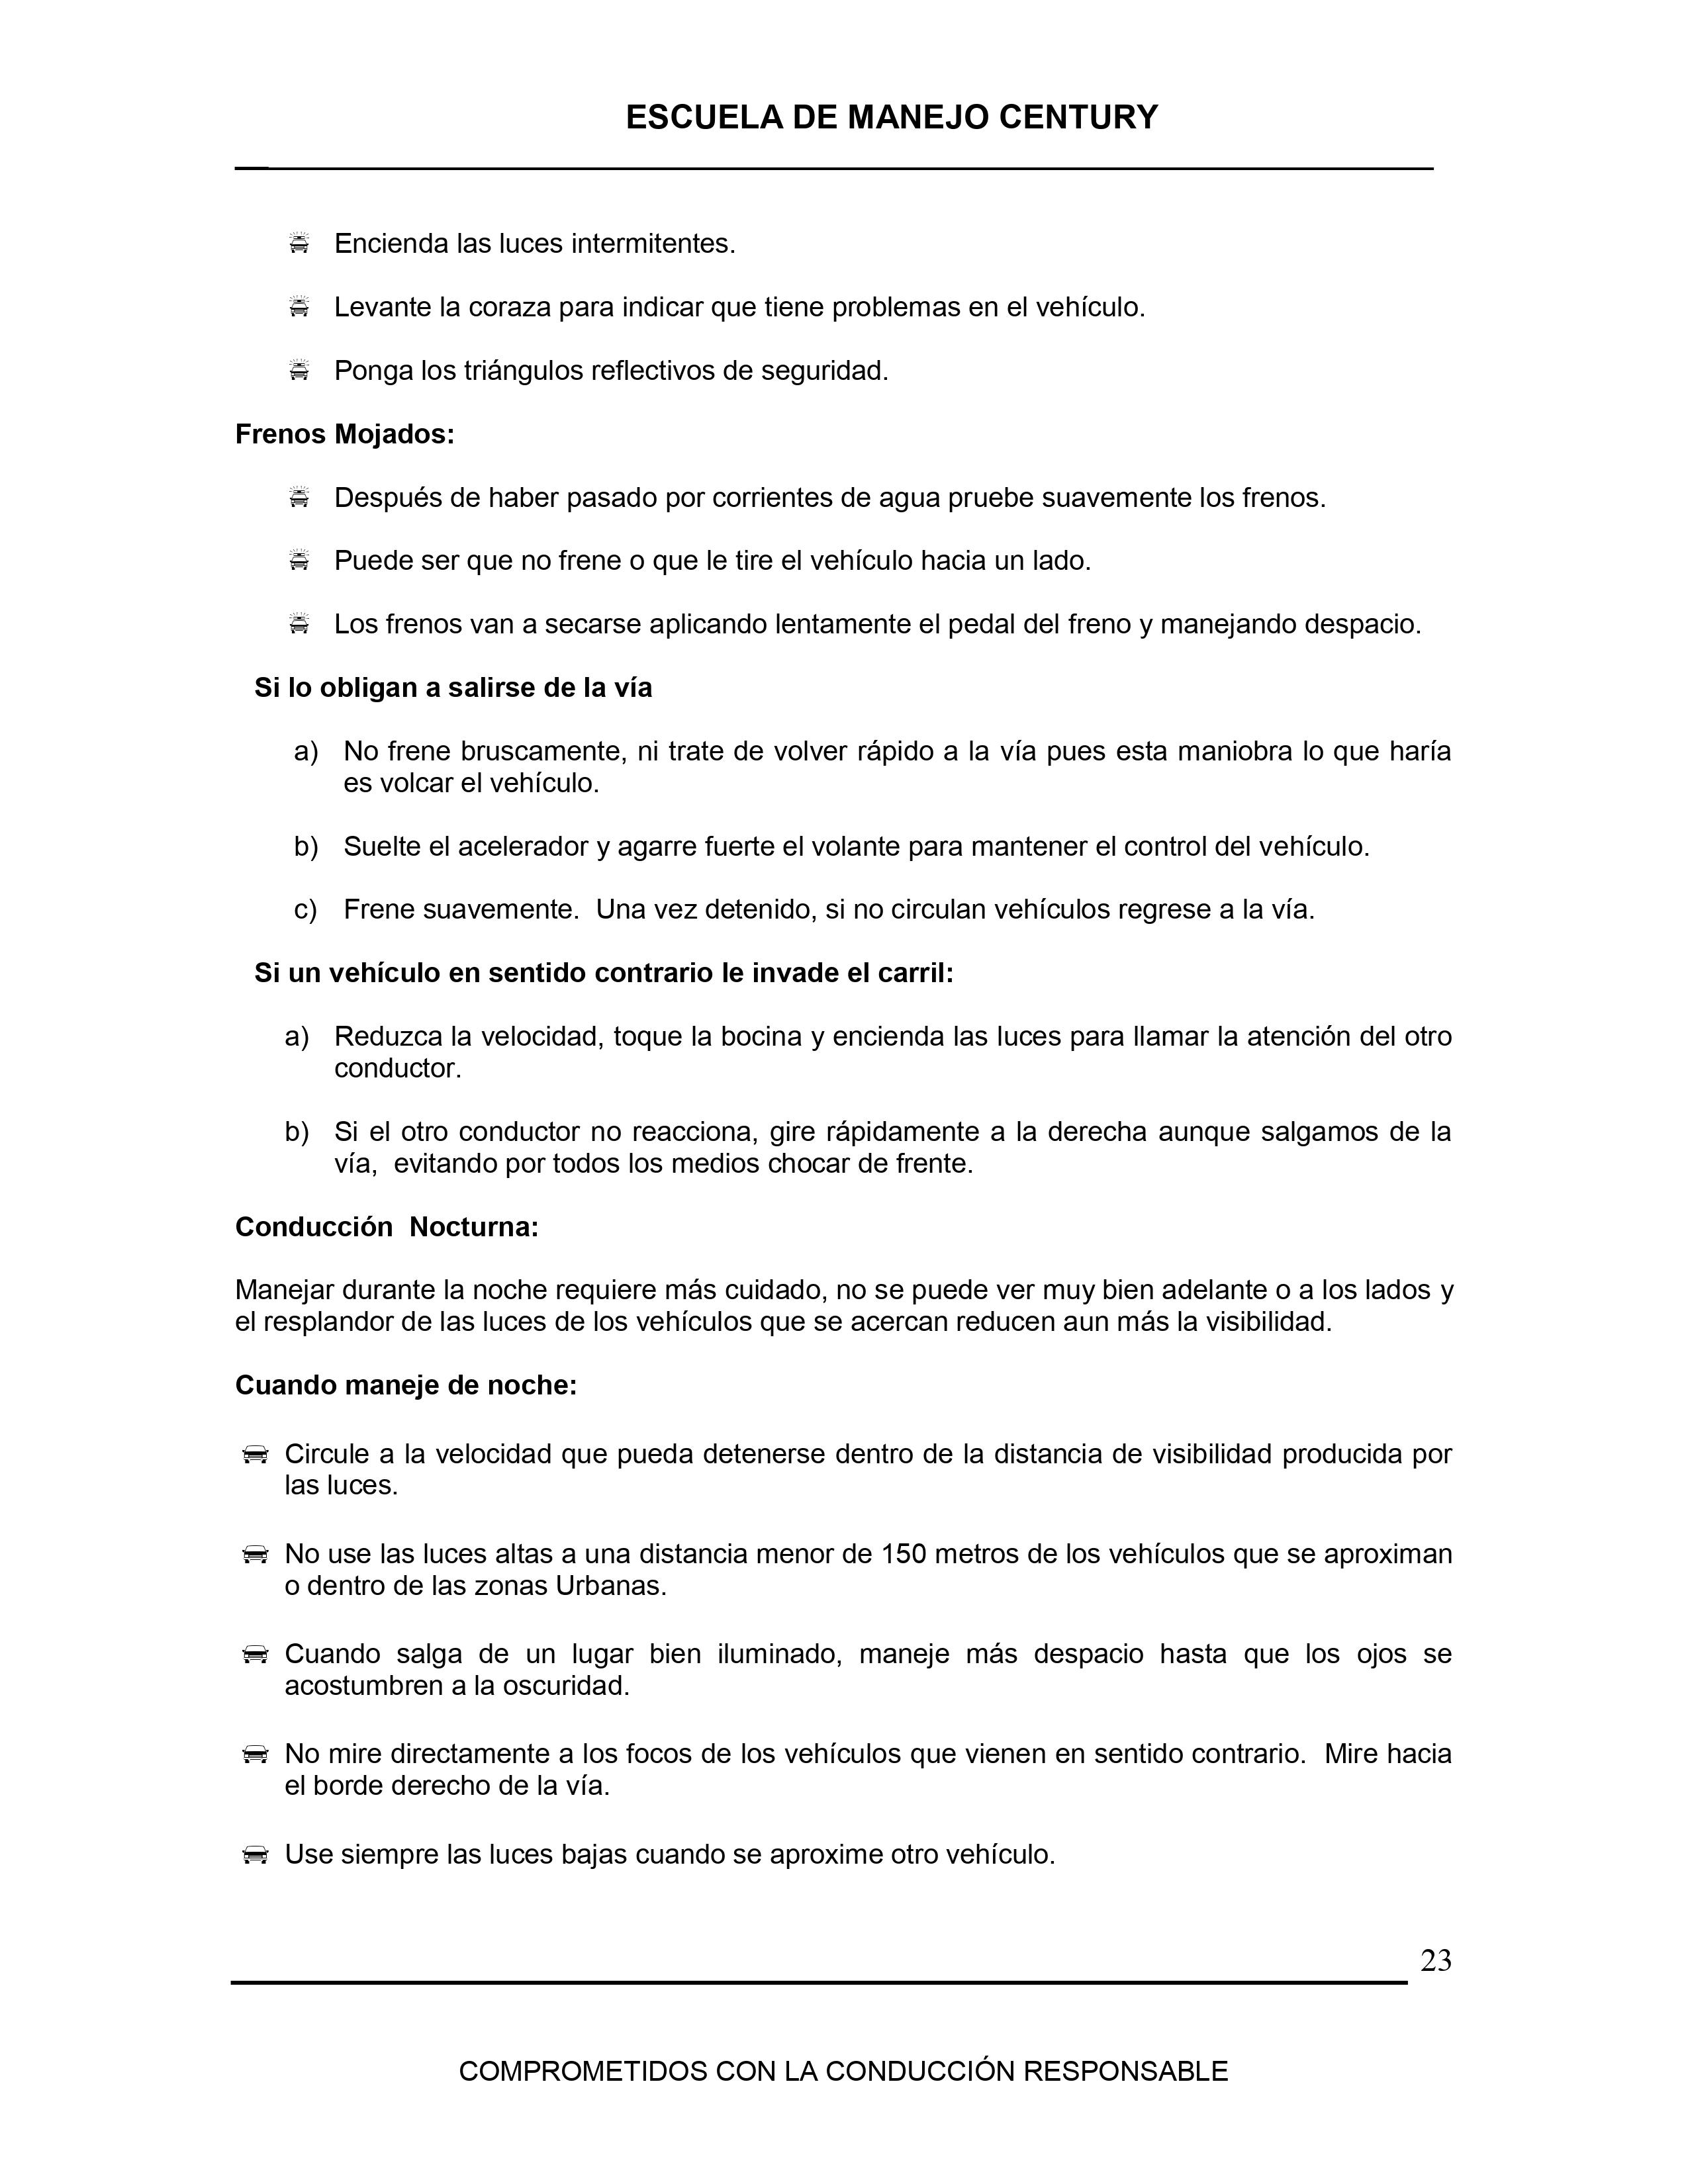 ESCUELA DE MANEJO CENTURY
Encienda las luces intermitentes.
Levante la coraza para indicar que tiene problemas en el vehículo.
Ponga los triángulos reflectivos de seguridad.
Frenos Mojados:
Después de haber pasado por corrientes de agua pruebe suavemente los frenos.
Puede ser que no frene o que le tire el vehículo hacia un lado.
Los frenos van a secarse aplicando lentamente el pedal del freno y manejando despacio.
Si lo obligan a salirse de la vía
a) No frene bruscamente, ni trate de volver rápido a la vía pues esta maniobra lo que haría
es volcar el vehículo.
b) Suelte el acelerador y agarre fuerte el volante para mantener el control del vehículo.
c) Frene suavemente. Una vez detenido, si no circulan vehículos regrese a la vía.
Si un vehículo en sentido contrario le invade el carril:
a) Reduzca la velocidad, toque la bocina y encienda las luces para llamar la atención del otro
conductor.
b) Si el otro conductor no reacciona, gire rápidamente a la derecha aunque salgamos de la
vía, evitando por todos los medios chocar de frente.
Conducción Nocturna:
Manejar durante la noche requiere más cuidado, no se puede ver muy bien adelante o a los lados y
el resplandor de las luces de los vehículos que se acercan reducen aun más la visibilidad.
Cuando maneje de noche:
Circule a la velocidad que pueda detenerse dentro de la distancia de visibilidad producida por
las luces.
No use las luces altas a una distancia menor de 150 metros de los vehículos que se aproximan
o dentro de las zonas Urbanas.
Cuando salga de un lugar bien iluminado, maneje más despacio hasta que los ojos se
acostumbren a la oscuridad.
No mire directamente a los focos de los vehículos que vienen en sentido contrario. Mire hacia
el borde derecho de la vía.
Use siempre las luces bajas cuando se aproxime otro vehículo.
23
COMPROMETIDOS CON LA CONDUCCIÓN RESPONSABLE